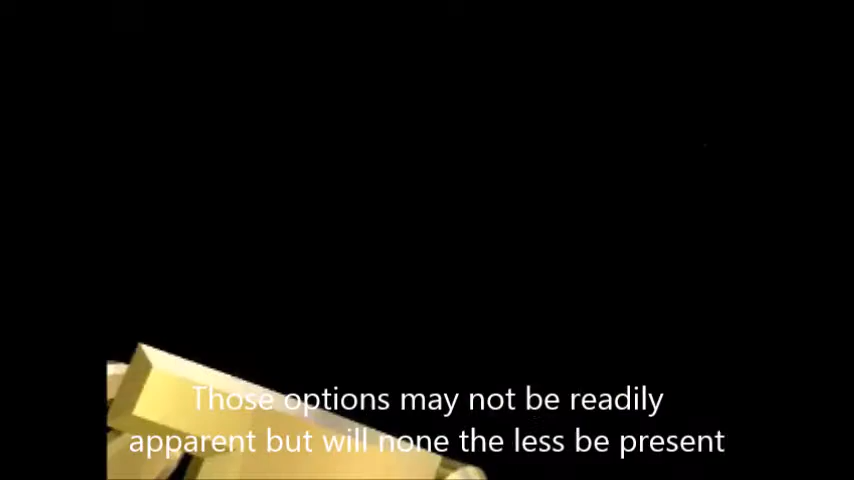 Those options may not be readily
apparent but will none the less be present